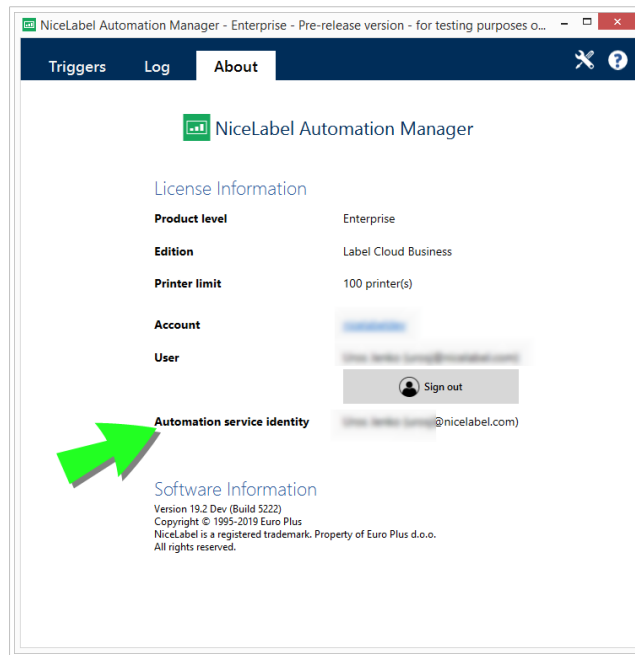 NiceLabel Automation Manager - Enterprise - Pre-release version - for testing purposes o...
Triggers Log About
NiceLabel Automation Manager
License Information
Product level Enterprise
Edition Label Cloud Business
Printer limit 100 printer(s)
Account
User
Sign out
Automation service identity @nicelabel.com)
Software Information
Version 19.2 Dev (Build 5222)
Copyright © 1995-2019 Euro Plus
NiceLabel is a registered trademark. Property of Euro Plus d.o.o.
All rights reserved.